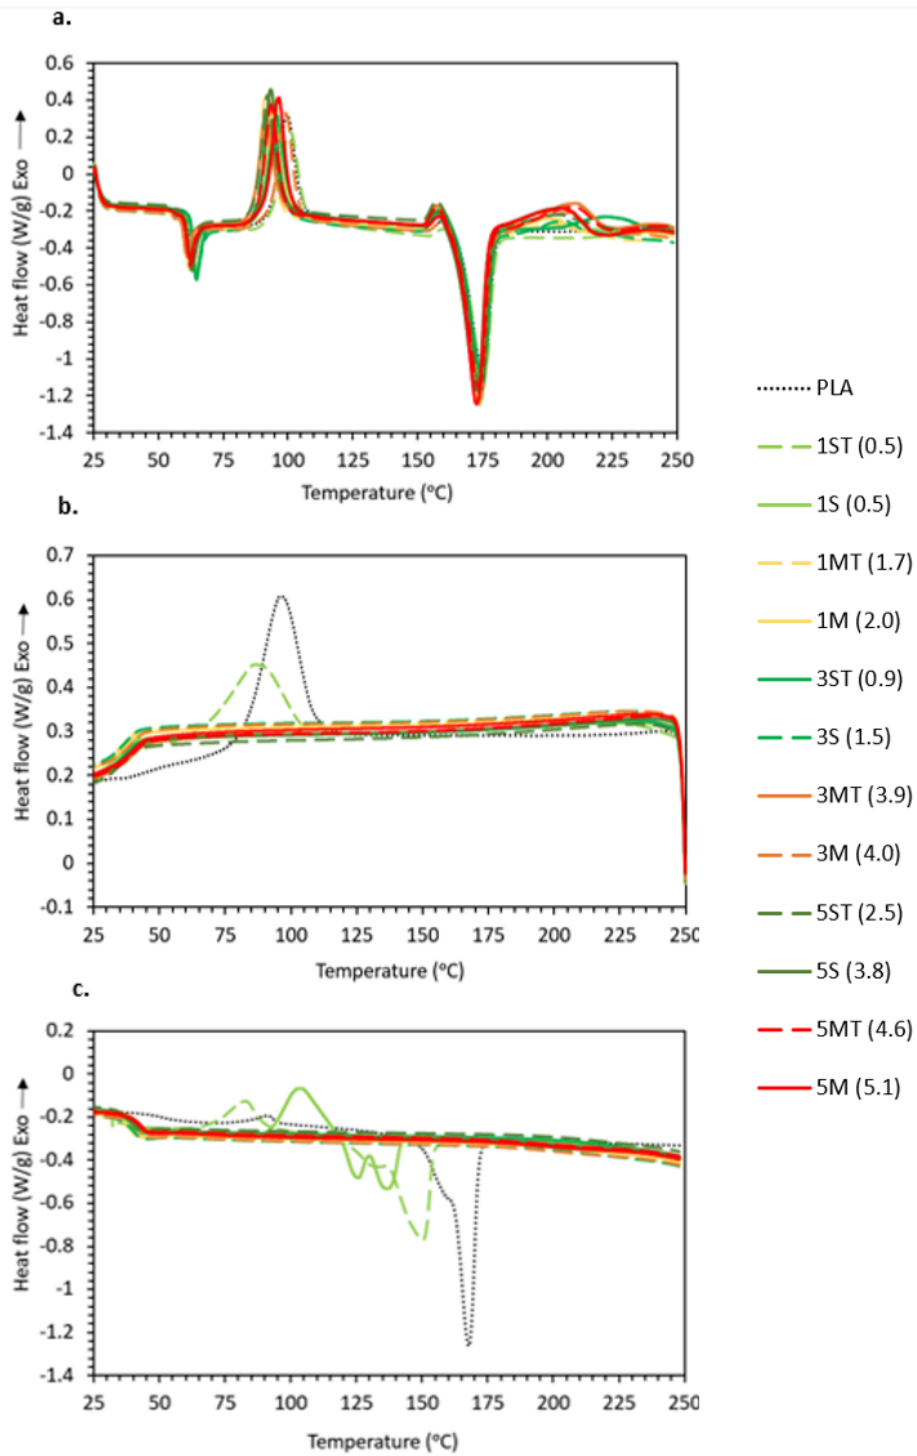 a.
0.6
0.4
0.2
0
-0.2
-0.4
-0.6
-0.8
-1
-1.2
-1.4
Heat flow (W/g) Exo
25 50 75 100 125 150 175 200 225 250
Temperature (°C)
b.
0.7
0.6
0.5
0.4
0.3
0.2
0.1
0
-0.1
Heat flow (W/g) Exo
25 50 75 100 125 150 175 200 225 250
Temperature (°C)
c.
0.2
0
-0.2
-0.4
-0.6
-0.8
-1
-1.2
-1.4
Heat flow (W/g) Exo
25 50 75 100 125 150 175 200 225 250
Temperature (°C)
PLA
1ST (0.5)
1S (0.5)
1MT (1.7)
1M (2.0)
3ST (0.9)
3S (1.5)
3MT (3.9)
3M (4.0)
5ST (2.5)
5S (3.8)
5MT (4.6)
5M (5.1)